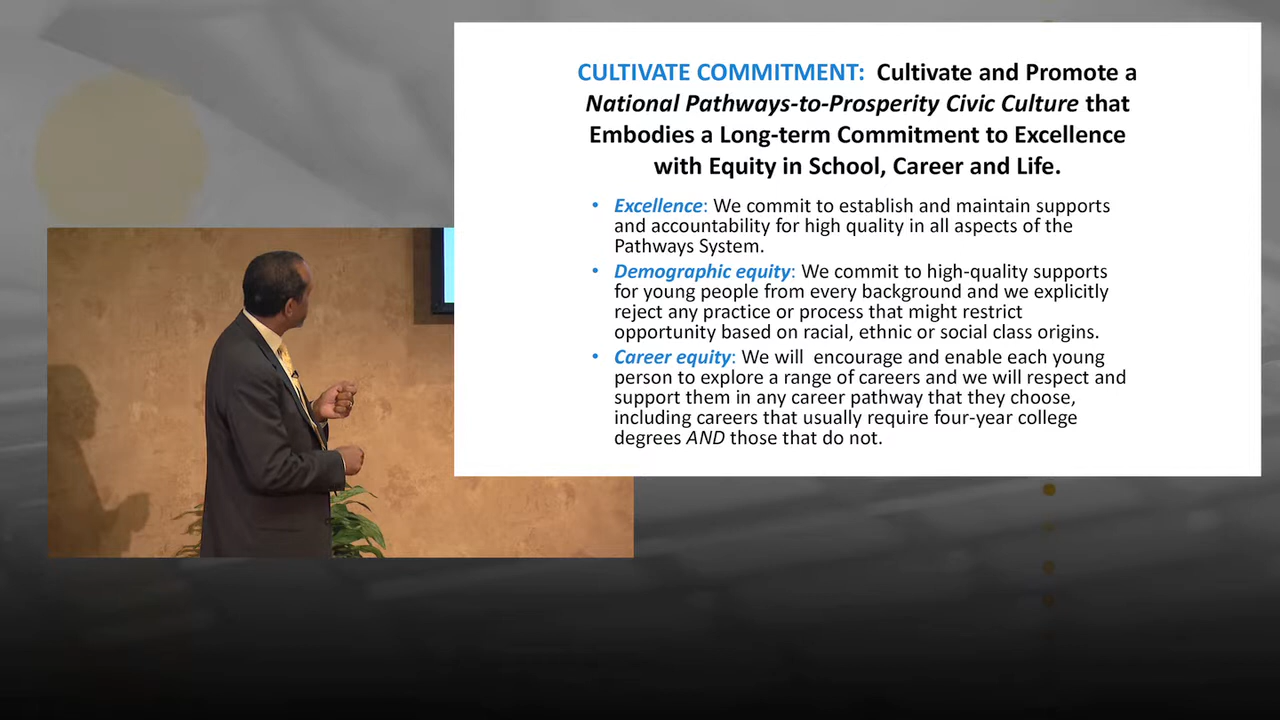 CULTIVATE COMMITMENT: Cultivate and Promote a
National Pathways-to-Prosperity Civic Culture that
Embodies a Long-term Commitment to Excellence
with Equity in School, Career and Life.
• Excellence: We commit to establish and maintain supports
and accountability for high quality in all aspects of the
Pathways System.
• Demographic equity: We commit to high-quality supports
for young people from every background and we explicitly
reject any practice or process that might restrict
opportunity based on racial, ethnic or social class origins.
• Career equity: We will encourage and enable each young
person to explore a range of careers and we will respect and
support them in any career pathway that they choose,
including careers that usually require four-year college
degrees AND those that do not.